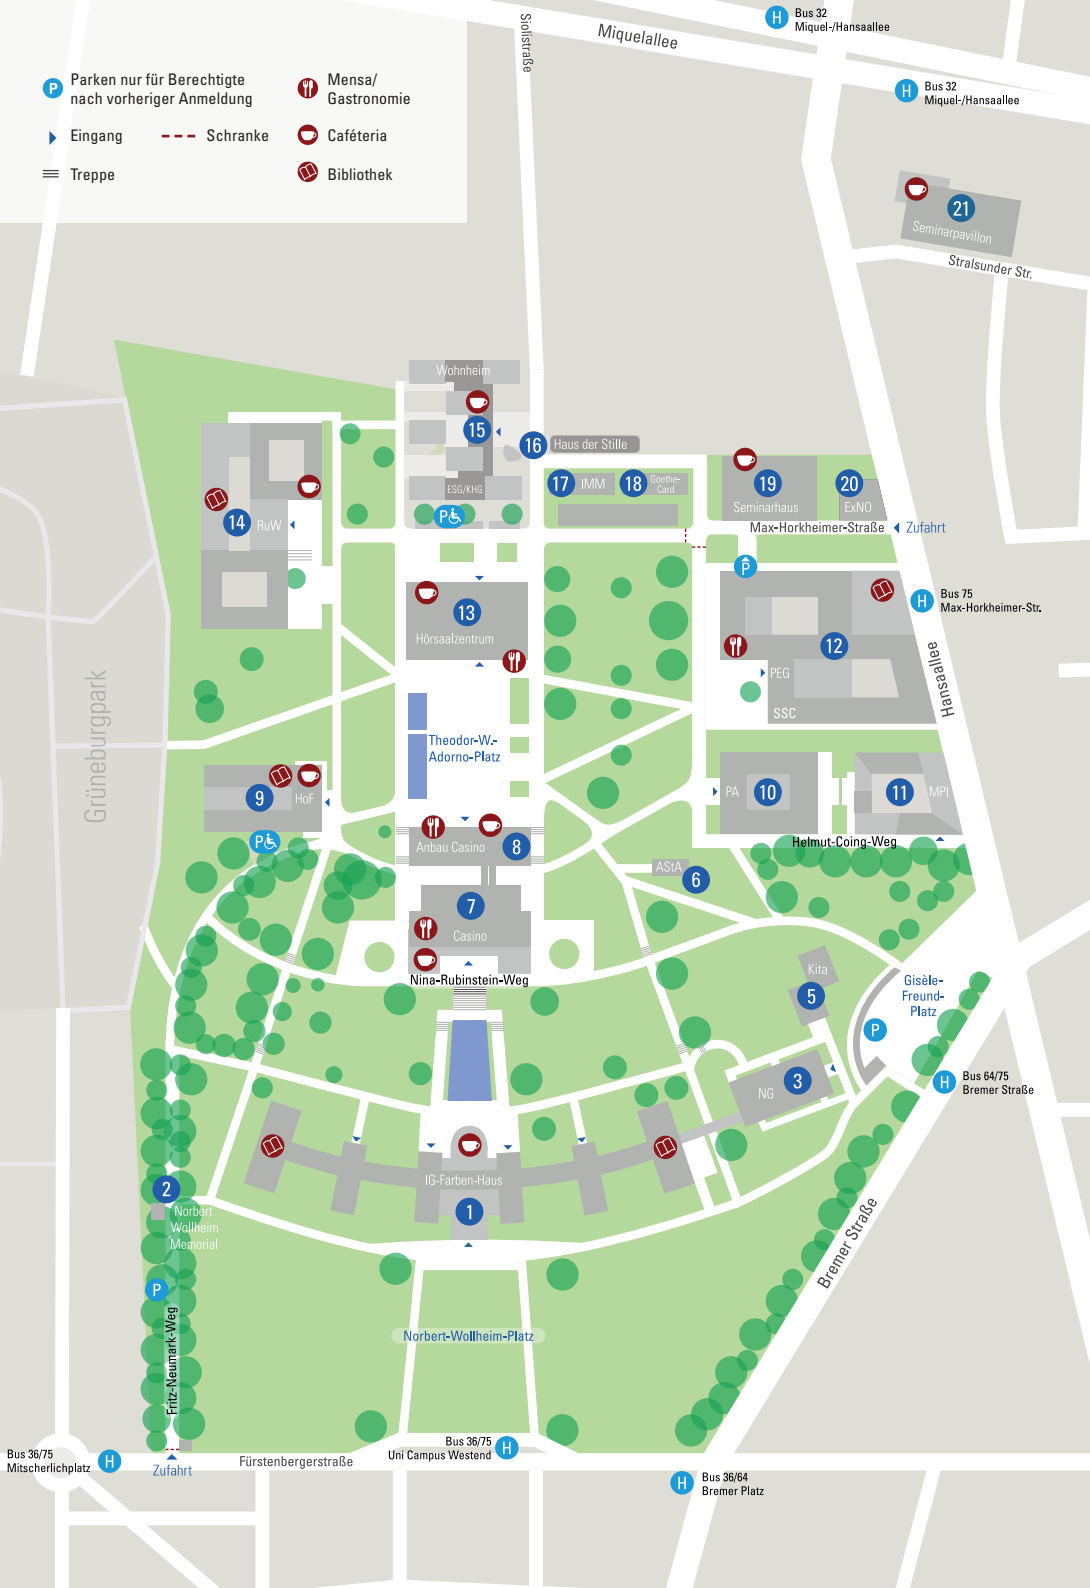 Bus 32
Miquel-/Hansaallee
Siolistraße
Miquelallee
P
Parken nur für Berechtigte
nach vorheriger Anmeldung
Mensa/
Gastronomie
Eingang
Schranke
Caféteria
Treppe
Bibliothek
H
H
Bus 32
Miquel-/Hansaallee
21
Seminarpavillon
Stralsunder Str.
Wohnheim
15
16
Haus der Stille
ESG/KHG
P
17
IMM
18
Goethe-
Card
19
Seminarhaus
20
ExNO
Max-Horkheimer-Straße
Zufahrt
14
RuW
P
H
Bus 75
Max-Horkheimer-Str.
13
Hörsaalzentrum
12
PEG
SSC
Hansaallee
Grüneburgpark
Theodor-W.-
Adorno-Platz
9
HoF
P
10
PA
11
MPI
Helmut-Coing-Weg
Anbau Casino
8
AStA
6
7
Casino
Nina-Rubinstein-Weg
Kita
5
Gisèle-
Freund-
Platz
P
3
NG
H
Bus 64/75
Bremer Straße
IG-Farben-Haus
1
2
Norbert
Wollheim
Memorial
P
Fritz-Neumark-Weg
Bremer Straße
Norbert-Wollheim-Platz
Bus 36/75
Mitscherlichplatz
H
Zufahrt
Fürstenbergerstraße
Bus 36/75
Uni Campus Westend
H
H
Bus 36/64
Bremer Platz